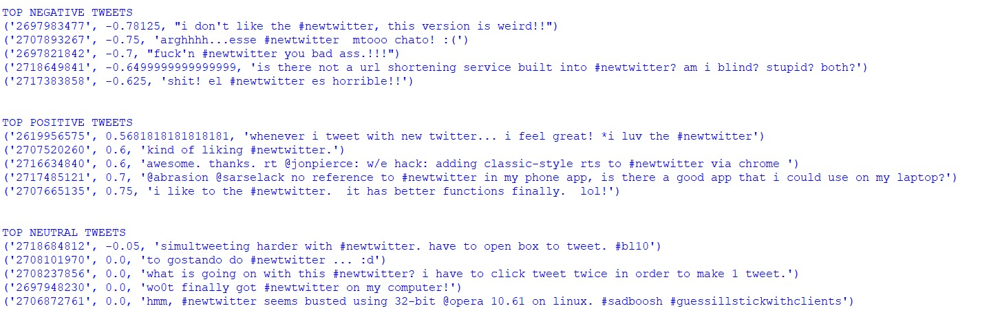 TOP NEGATIVE TWEETS
('2697983477', -0.78125, "i don't like the #newtwitter, this version is weird!!")
('2707893267', -0.75, 'arghhhh...esse #newtwitter  mtooo chato! :(')
('2697821842', -0.7, "fuck'n #newtwitter you bad ass.!!!")
('2718649841', -0.6499999999999999, 'is there not a url shortening service built into #newtwitter? am i blind? stupid? both?')
('2717383858', -0.625, 'shit! el #newtwitter es horrible!!')
TOP POSITIVE TWEETS
('2619956575', 0.5681818181818181, 'whenever i tweet with new twitter... i feel great! *i luv the #newtwitter')
('2707520260', 0.6, 'kind of liking #newtwitter.')
('2716634840', 0.6, 'awesome. thanks. rt @jonpierce: w/e hack: adding classic-style rts to #newtwitter via chrome ')
('2717485121', 0.7, '@abrasion @sarselack no reference to #newtwitter in my phone app, is there a good app that i could use on my laptop?')
('2707665135', 0.75, 'i like to the #newtwitter.  it has better functions finally.  lol!')
TOP NEUTRAL TWEETS
('2718684812', -0.05, 'simultweeting harder with #newtwitter. have to open box to tweet. #bl10')
('2708101970', 0.0, 'to gostando do #newtwitter ... :d')
('2708237856', 0.0, 'what is going on with this #newtwitter? i have to click tweet twice in order to make 1 tweet.')
('2697948230', 0.0, 'wo0t finally got #newtwitter on my computer!')
('2706872761', 0.0, 'hmm, #newtwitter seems busted using 32-bit @opera 10.61 on linux. #sadboosh #guessillstickwithclients')